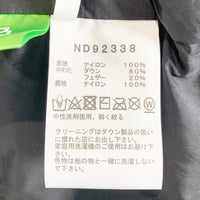 ND92338
表地 ナイロン 100%
中わた ダウン 80%
フェザー 20%
裏地 ナイロン 100%
中性洗剤使用、弱く絞る
クリーニングはダウン製品の扱いに
慣れた店にお出し下さい。
家庭用洗濯機のご使用は
お避け下さい。
色物は他の物と一緒に洗濯しないで
下さい。